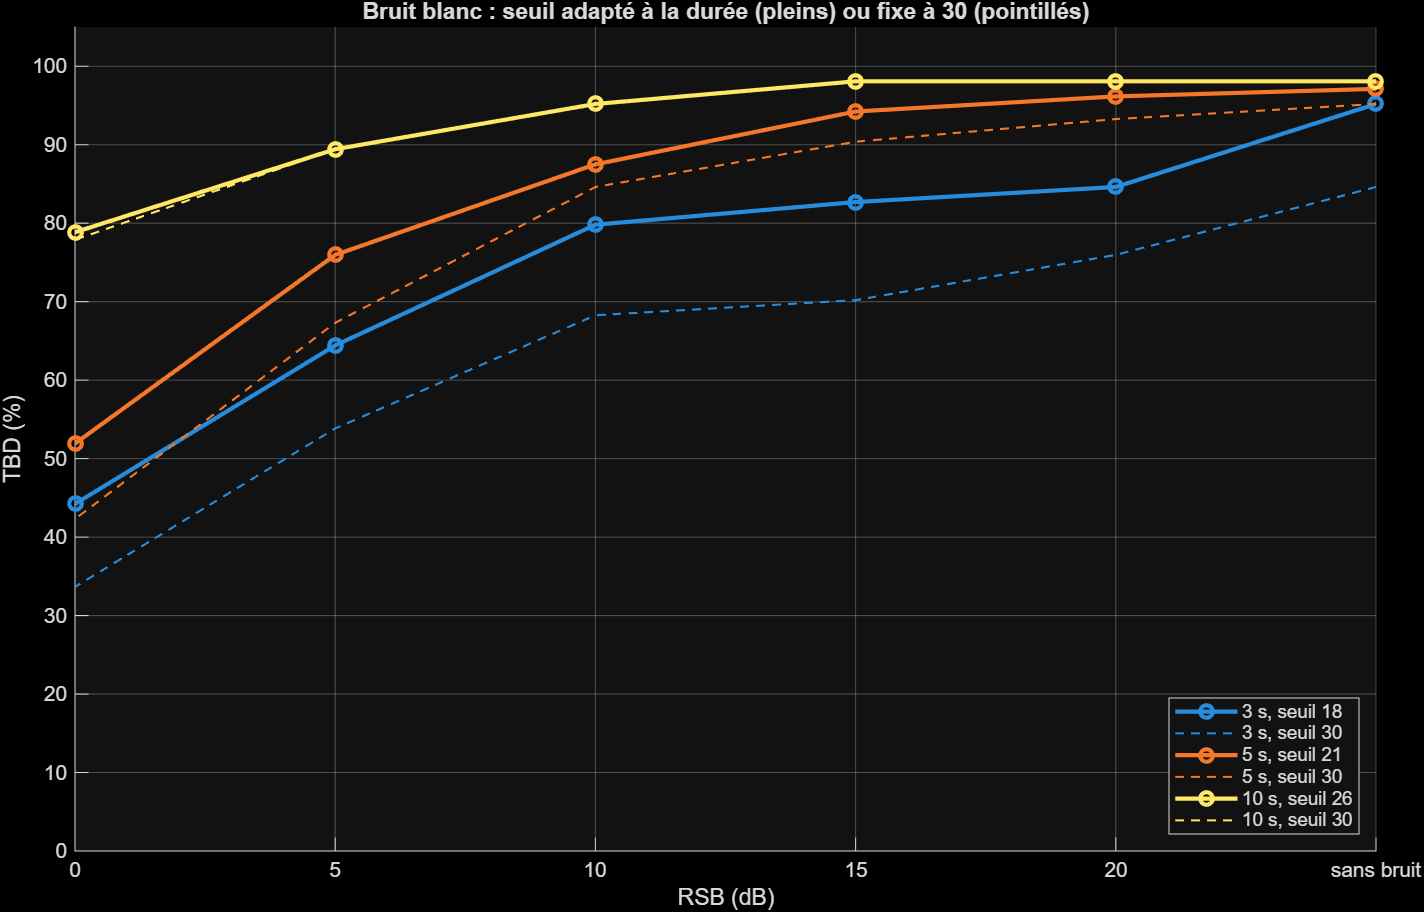 Bruit blanc : seuil adapté à la durée (pleins) ou fixe à 30 (pointillés)
100
90
80
70
60
50
40
30
20
10
0
TBD (%)
0 5 10 15 20 sans bruit
RSB (dB)
3 s, seuil 18
3 s, seuil 30
5 s, seuil 21
5 s, seuil 30
10 s, seuil 26
10 s, seuil 30